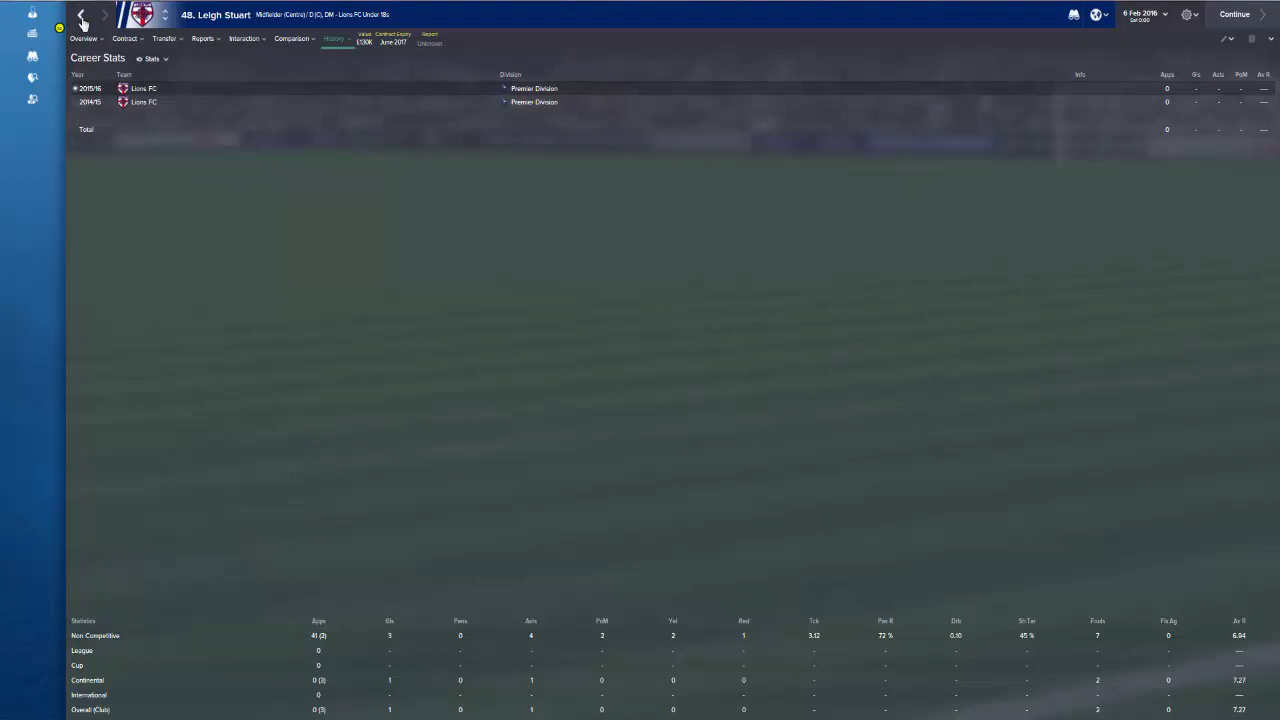 48. Leigh Stuart Midfielder (Centre) / D (C), DM - Lions FC Under 18s 6 Feb 2016 Sat 0:00 Continue
Overview Contract Transfer Reports Interaction Comparison History Value £130K Contract Expiry June 2017 Report Unknown
Career Stats Stats
Year Team Division Info Apps Gls Asts PoM Av R
2015/16 Lions FC Premier Division 0 - - - ---
2014/15 Lions FC Premier Division 0 - - - ---
Total 0 - - - ---
Statistics Apps Gls Pens Asts PoM Yel Red Tck Pas R Drb Sh Tar Fouls Fls Ag Av R
Non Competitive 41 (2) 3 0 4 2 2 1 3.12 72 % 0.10 45 % 7 0 6.94
League 0 - - - - - - - - - - - - ---
Cup 0 - - - - - - - - - - - - ---
Continental 0 (3) 1 0 1 0 0 0 - - - - 2 0 7.27
International 0 - - - - - - - - - - - - ---
Overall (Club) 0 (3) 1 0 1 0 0 0 - - - - 2 0 7.27